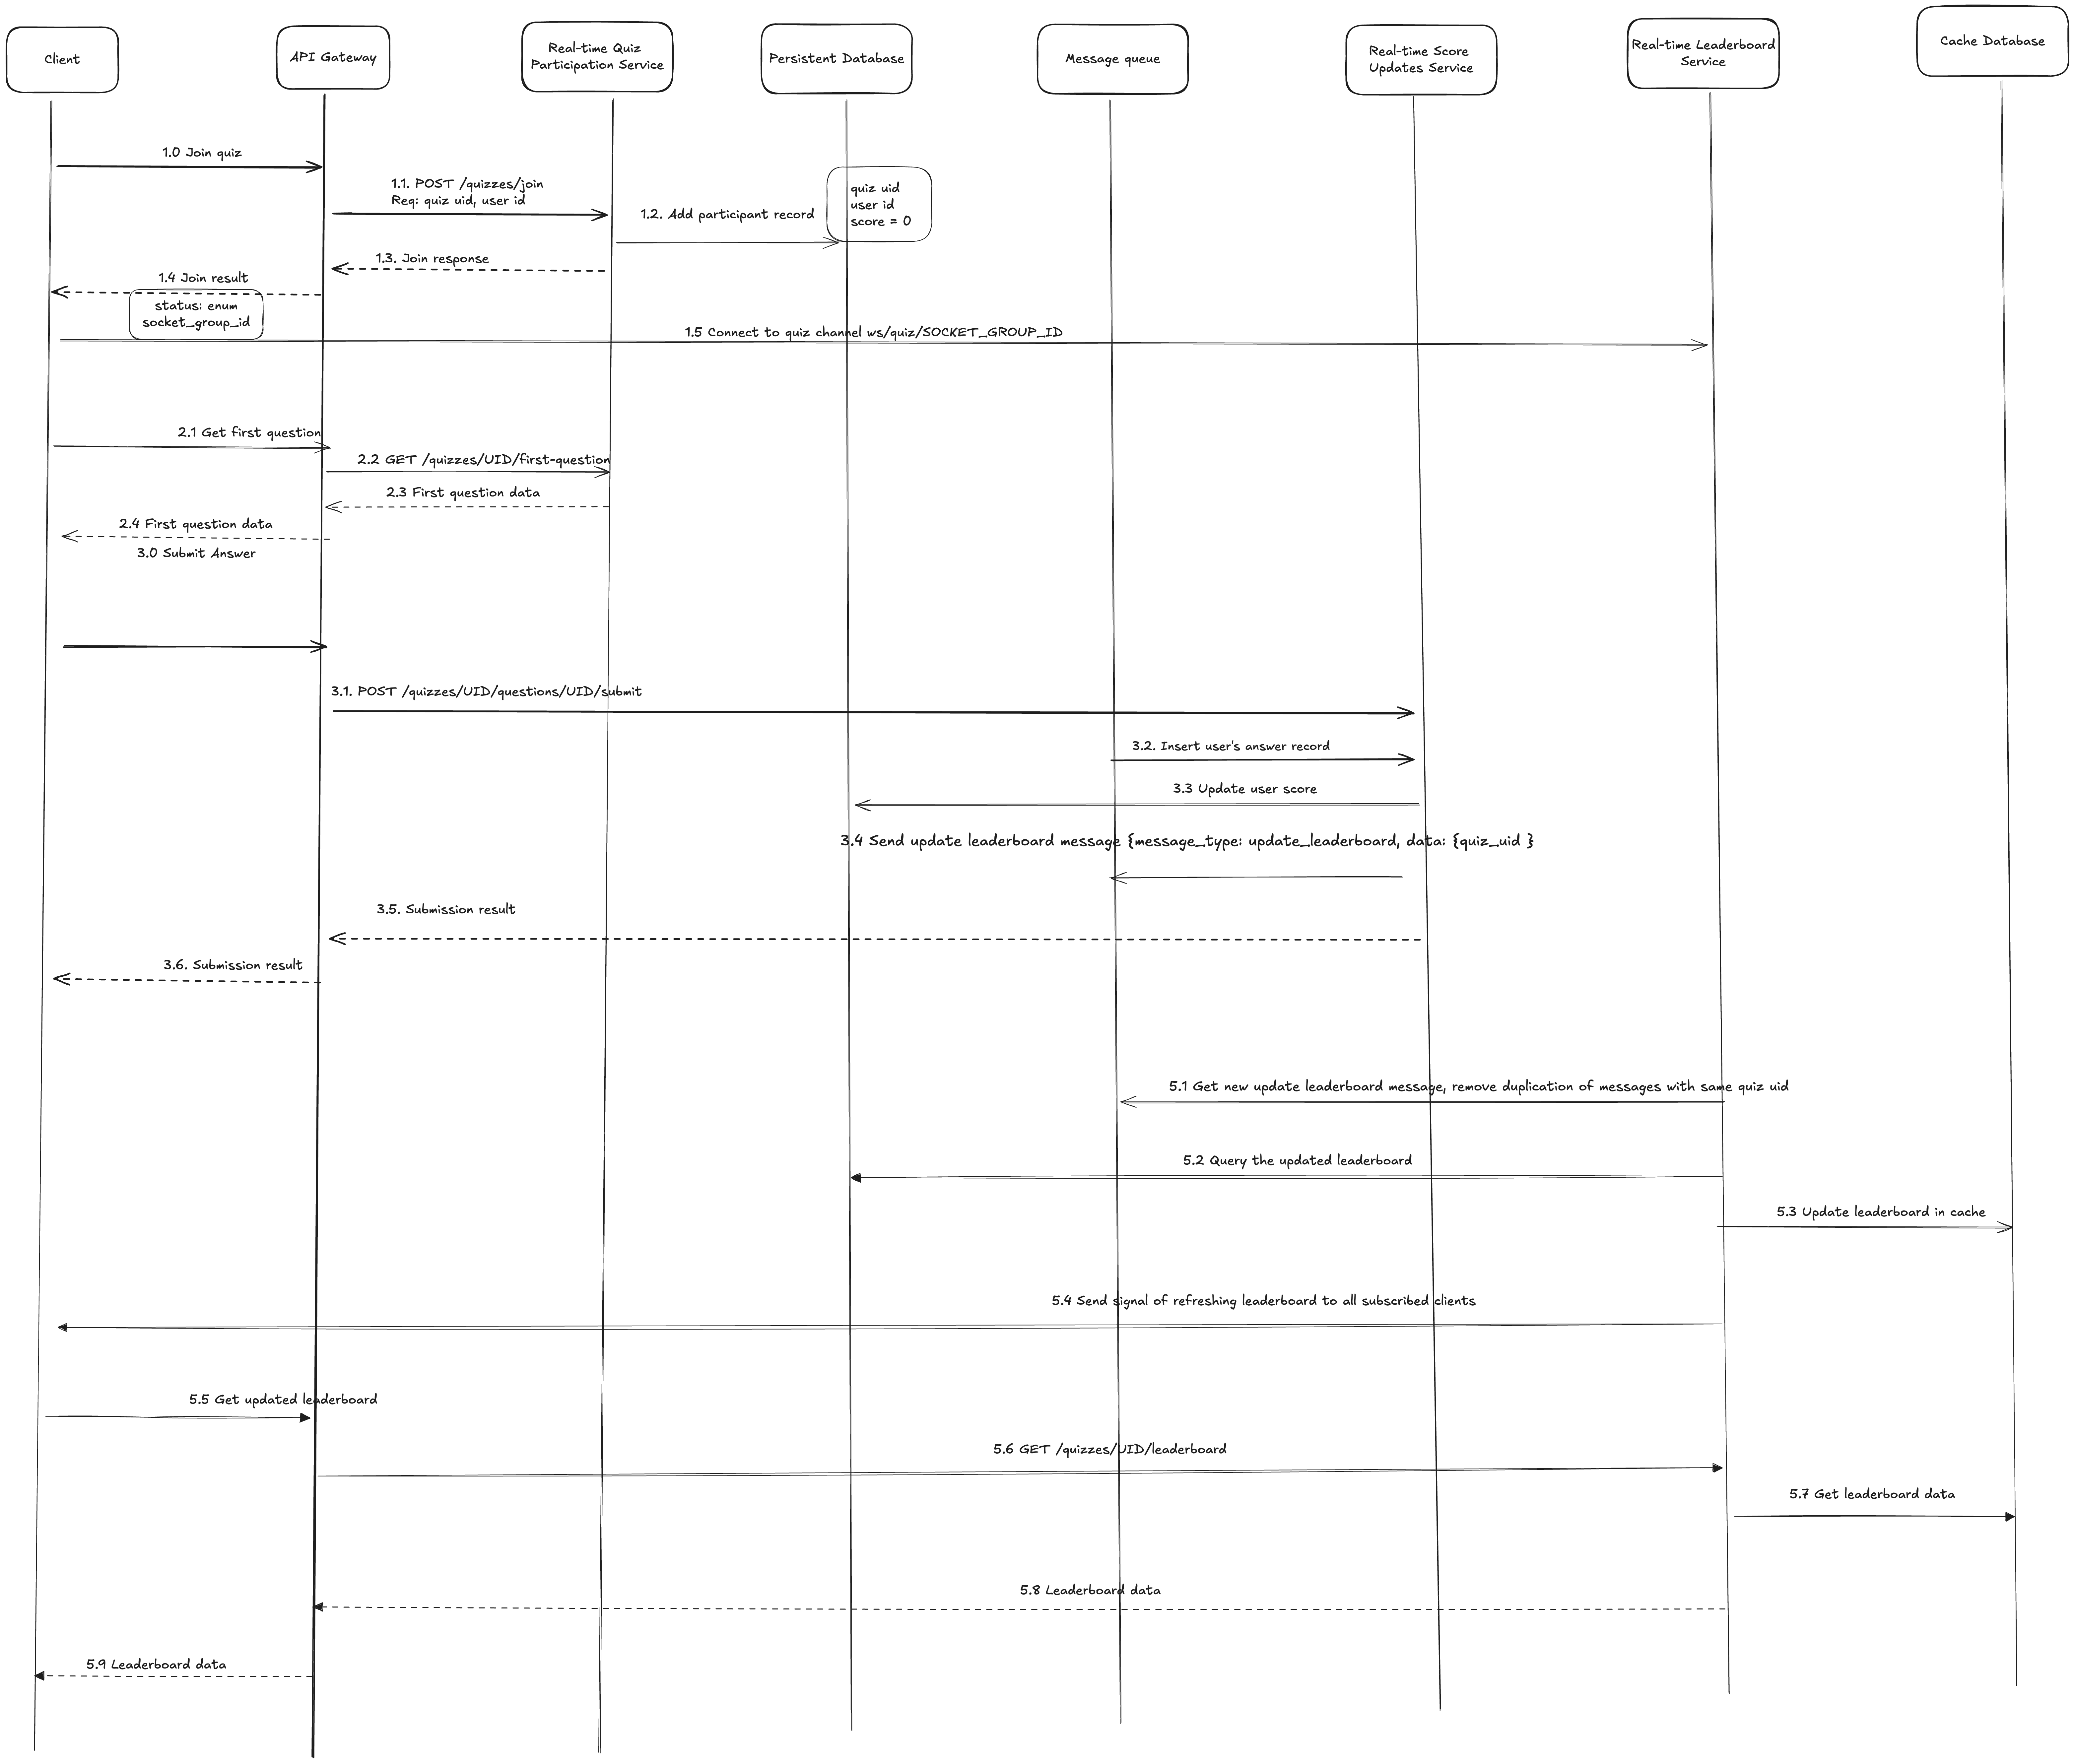 Client
API Gateway
Real-time Quiz
Participation Service
Persistent Database
Message queue
Real-time Score
Updates Service
Real-time Leaderboard
Service
Cache Database
1.0 Join quiz
1.1. POST /quizzes/join
Req: quiz uid, user id
1.2. Add participant record
quiz uid
user id
score = 0
1.3. Join response
1.4 Join result
status: enum
socket_group_id
1.5 Connect to quiz channel ws/quiz/SOCKET_GROUP_ID
2.1 Get first question
2.2 GET /quizzes/UID/first-question
2.3 First question data
2.4 First question data
3.0 Submit Answer
3.1. POST /quizzes/UID/questions/UID/submit
3.2. Insert user's answer record
3.3 Update user score
3.4 Send update leaderboard message {message_type: update_leaderboard, data: {quiz_uid }
3.5. Submission result
3.6. Submission result
5.1 Get new update leaderboard message, remove duplication of messages with same quiz uid
5.2 Query the updated leaderboard
5.3 Update leaderboard in cache
5.4 Send signal of refreshing leaderboard to all subscribed clients
5.5 Get updated leaderboard
5.6 GET /quizzes/UID/leaderboard
5.7 Get leaderboard data
5.8 Leaderboard data
5.9 Leaderboard data